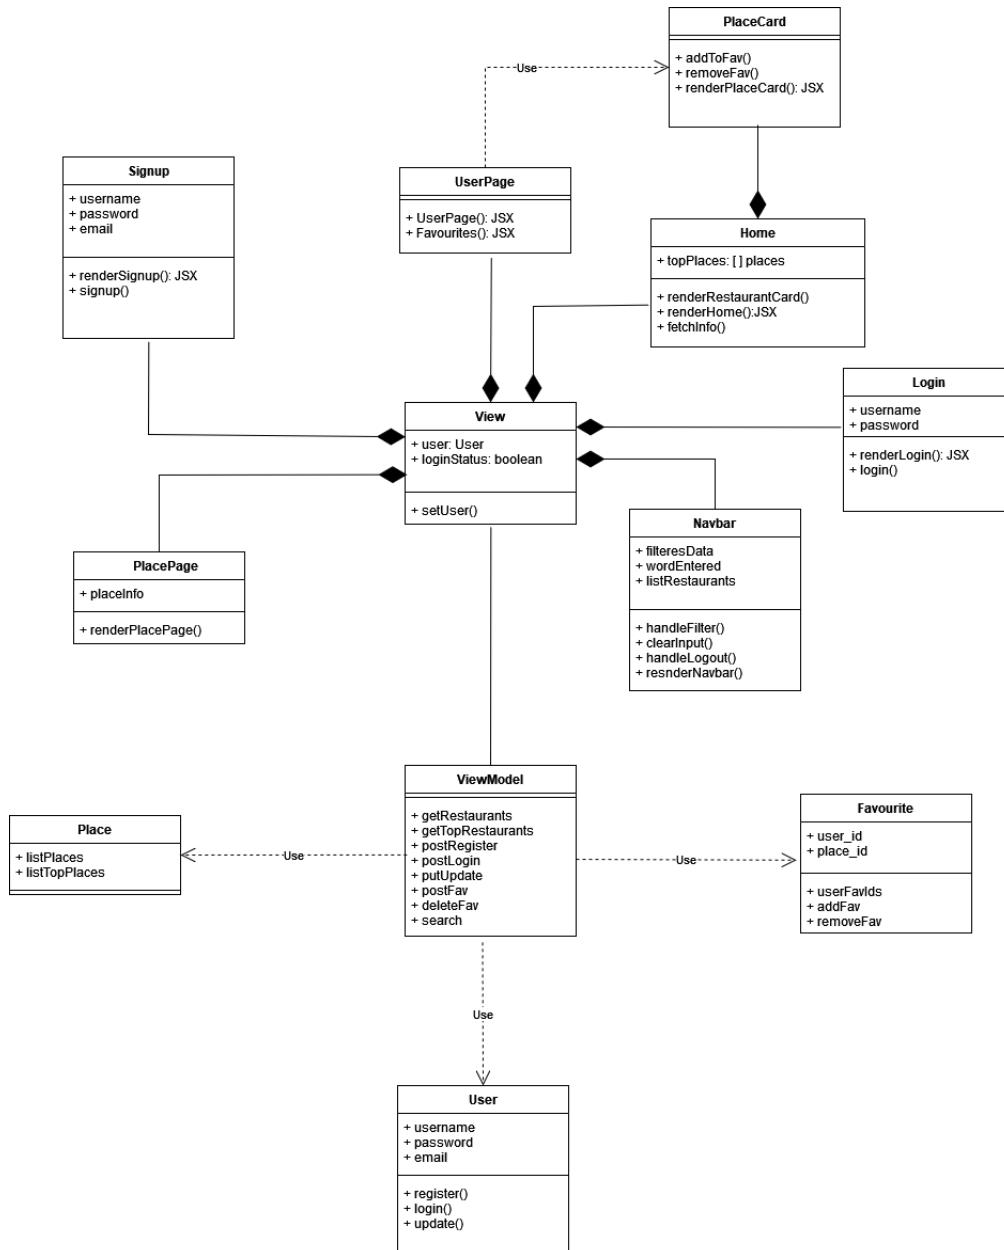 PlaceCard
+ addToFav()
+ removeFav()
+ renderPlaceCard(): JSX
Use
Signup
+ username
+ password
+ email
+ renderSignup(): JSX
+ signup()
UserPage
+ UserPage(): JSX
+ Favourites(): JSX
Home
+ topPlaces: [ ] places
+ renderRestaurantCard()
+ renderHome():JSX
+ fetchInfo()
Login
+ username
+ password
+ renderLogin(): JSX
+ login()
View
+ user: User
+ loginStatus: boolean
+ setUser()
Navbar
+ filteresData
+ wordEntered
+ listRestaurants
+ handleFilter()
+ clearInput()
+ handleLogout()
+ resnderNavbar()
PlacePage
+ placeInfo
+ renderPlacePage()
ViewModel
+ getRestaurants
+ getTopRestaurants
+ postRegister
+ postLogin
+ putUpdate
+ postFav
+ deleteFav
+ search
Place
+ listPlaces
+ listTopPlaces
Use
Use
Favourite
+ user_id
+ place_id
+ userFavIds
+ addFav
+ removeFav
Use
User
+ username
+ password
+ email
+ register()
+ login()
+ update()